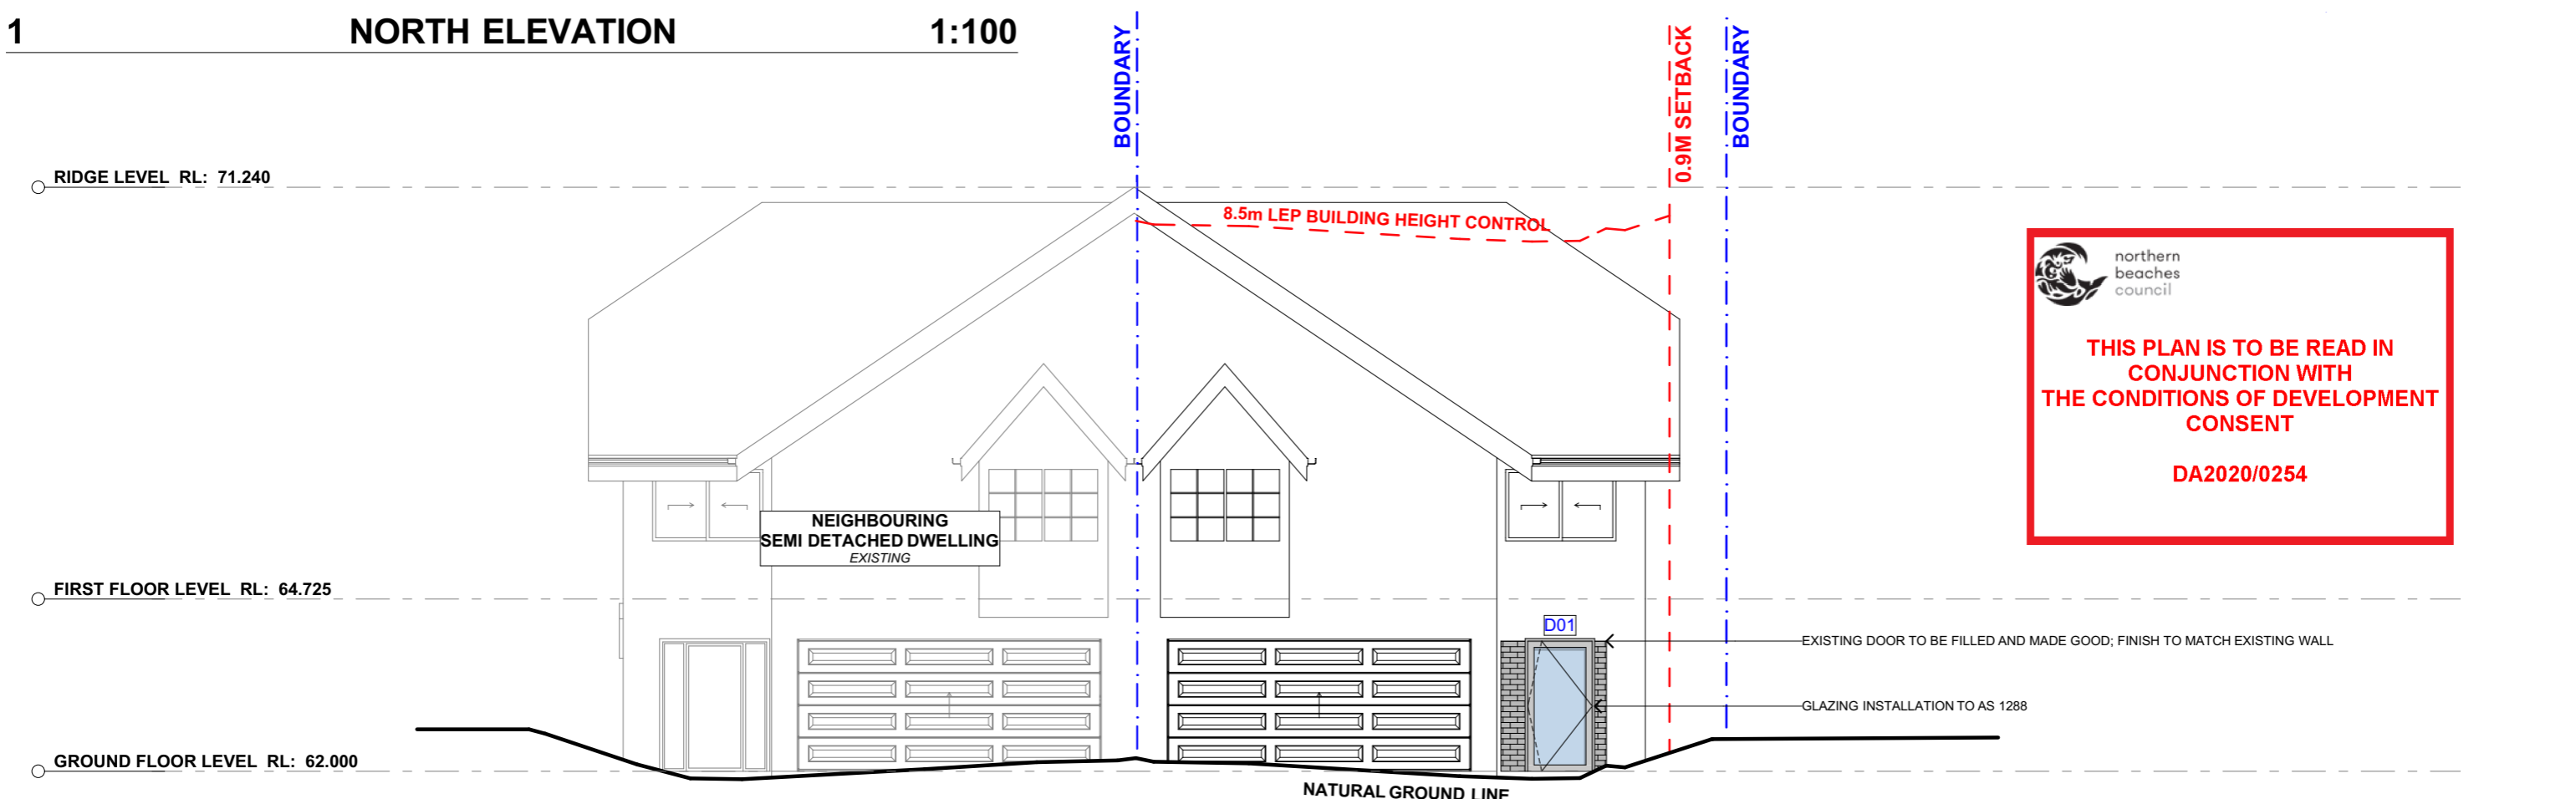 1 NORTH ELEVATION 1:100
BOUNDARY
0.9M SETBACK
BOUNDARY
RIDGE LEVEL RL: 71.240
8.5m LEP BUILDING HEIGHT CONTROL
northern
beaches
council
THIS PLAN IS TO BE READ IN
CONJUNCTION WITH
THE CONDITIONS OF DEVELOPMENT
CONSENT
DA2020/0254
NEIGHBOURING
SEMI DETACHED DWELLING
EXISTING
FIRST FLOOR LEVEL RL: 64.725
D01
EXISTING DOOR TO BE FILLED AND MADE GOOD; FINISH TO MATCH EXISTING WALL
GLAZING INSTALLATION TO AS 1288
GROUND FLOOR LEVEL RL: 62.000
NATURAL GROUND LINE